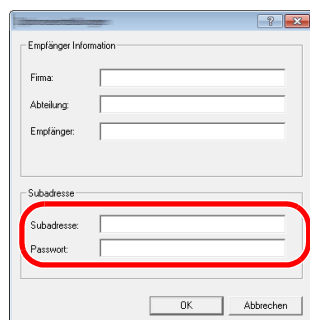 Empfänger Information
Firma:
Abteilung:
Empfänger:
Subadresse
Subadresse:
Passwort:
OK Abbrechen